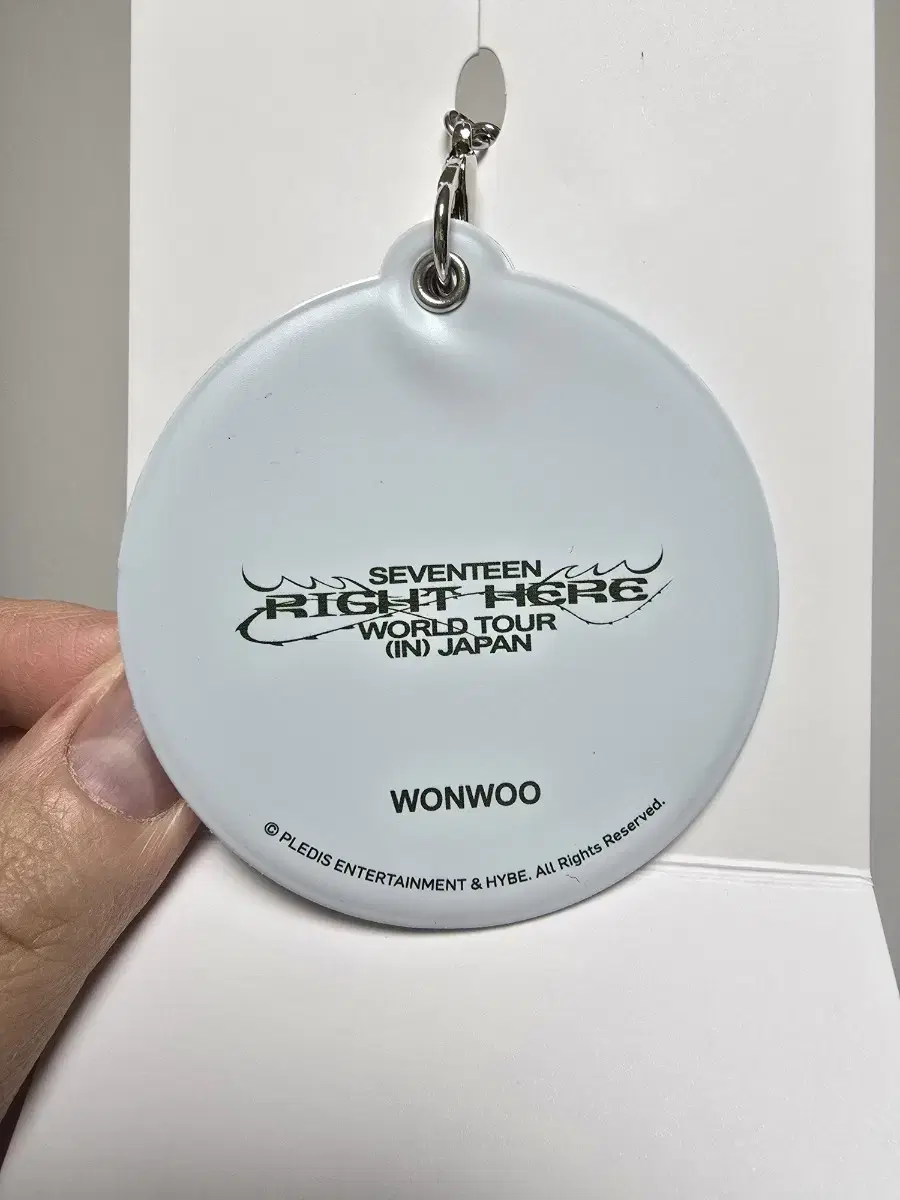 SEVENTEEN
RIGHT HERE
WORLD TOUR
(IN) JAPAN
WONWOO
© PLEDIS ENTERTAINMENT & HYBE. All Rights Reserved.